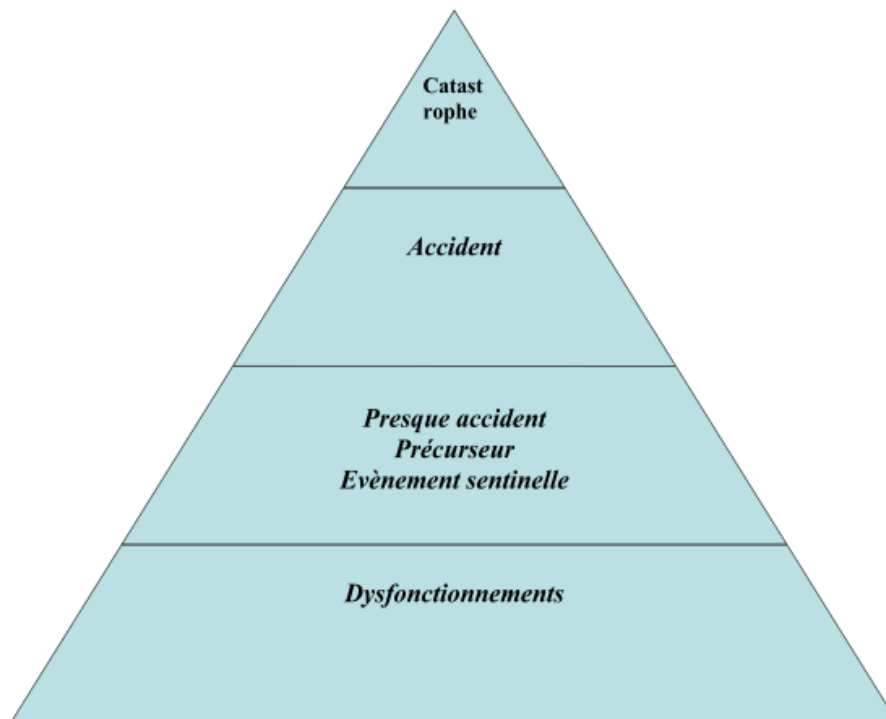 Catast
rophe
Accident
Presque accident
Précurseur
Evènement sentinelle
Dysfonctionnements